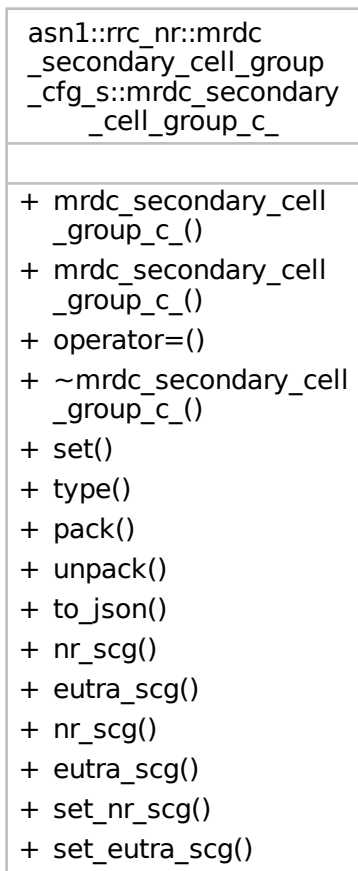 asn1::rrc_nr::mrdc
_secondary_cell_group
_cfg_s::mrdc_secondary
_cell_group_c_
+ mrdc_secondary_cell
_group_c_()
+ mrdc_secondary_cell
_group_c_()
+ operator=()
+ ~mrdc_secondary_cell
_group_c_()
+ set()
+ type()
+ pack()
+ unpack()
+ to_json()
+ nr_scg()
+ eutra_scg()
+ nr_scg()
+ eutra_scg()
+ set_nr_scg()
+ set_eutra_scg()